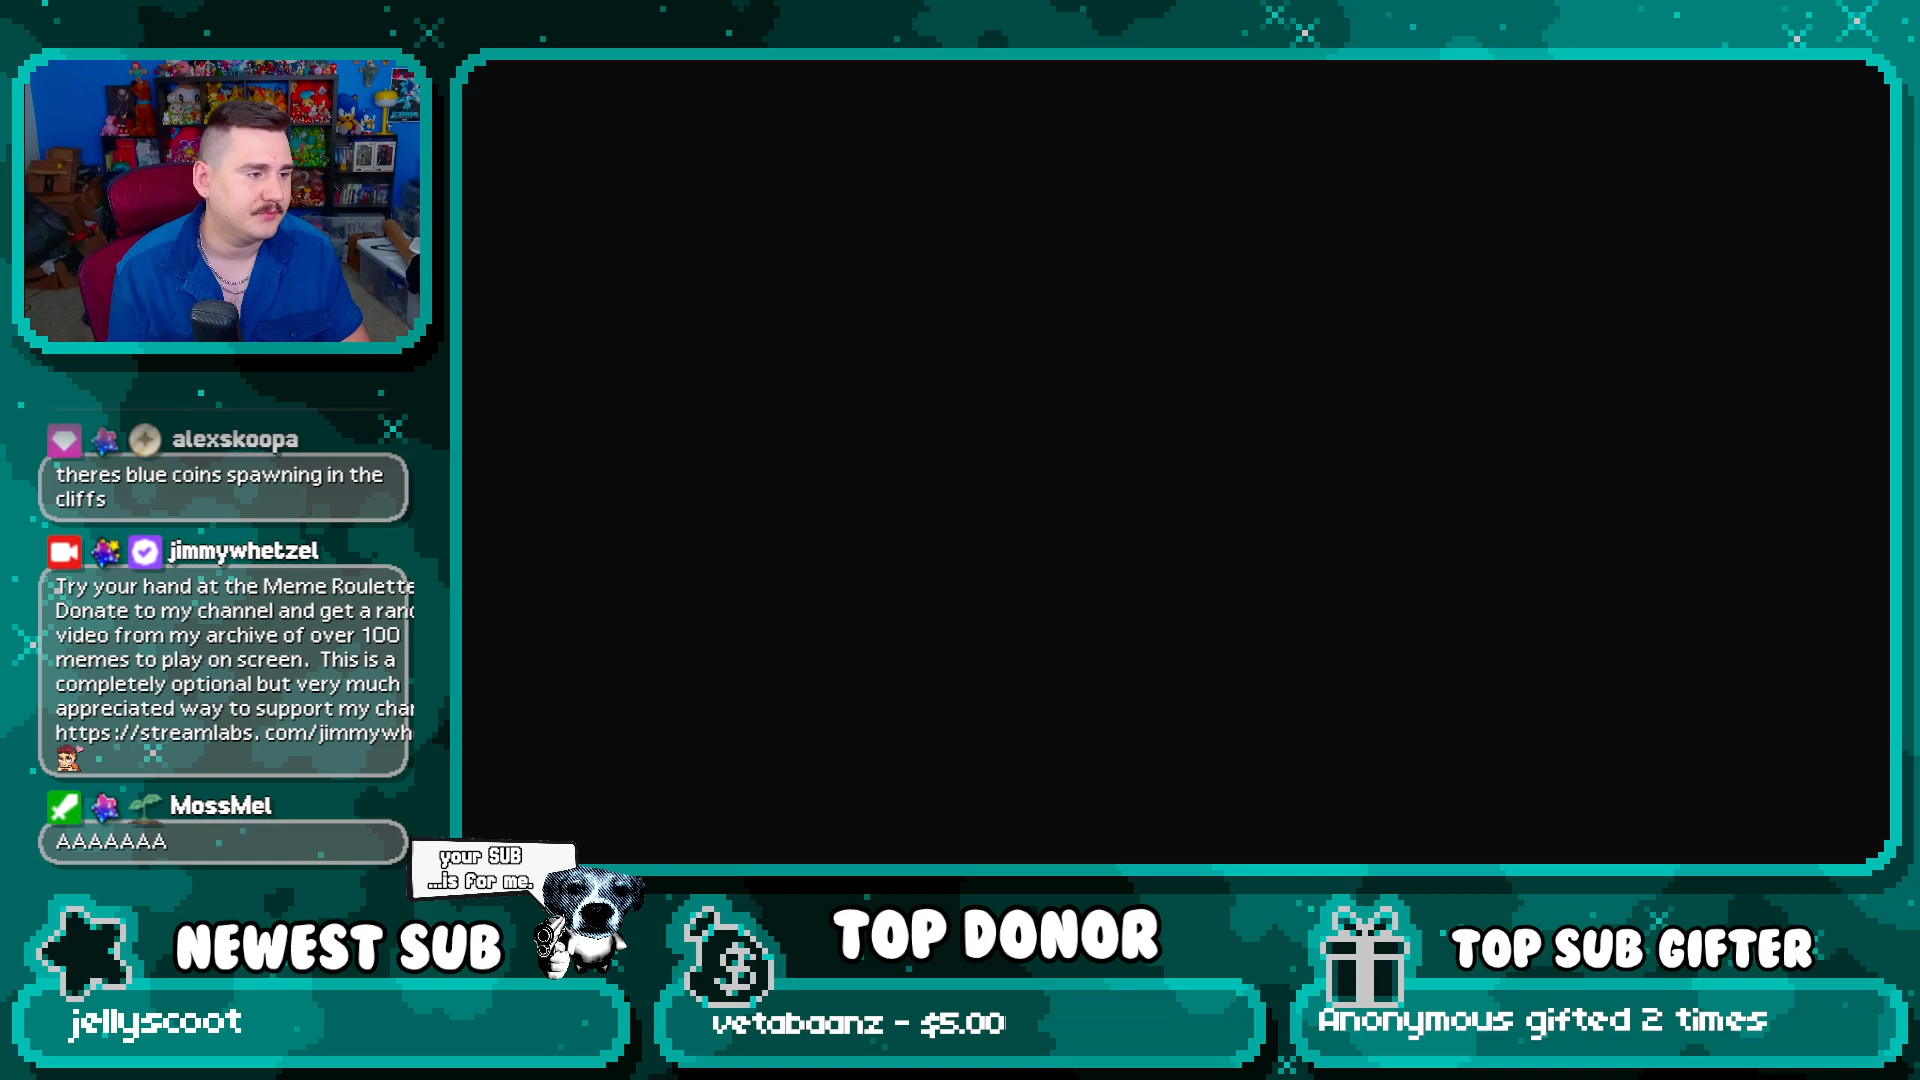 alexskoopa
theres blue coins spawning in the
cliffs
jimmywhetzel
Try your hand at the Meme Roulette
Donate to my channel and get a
video from my archive of over 100
memes to play on screen. This is a
completely optional but very much
appreciated way to support my
https://streamlabs.com/jimmywh
MossMel
AAAAAAA
your SUB
...is for me.
NEWEST SUB
jellyscoot
TOP DONOR
vetabaanz - $5.00
TOP SUB GIFTER
Anonymous gifted 2 times